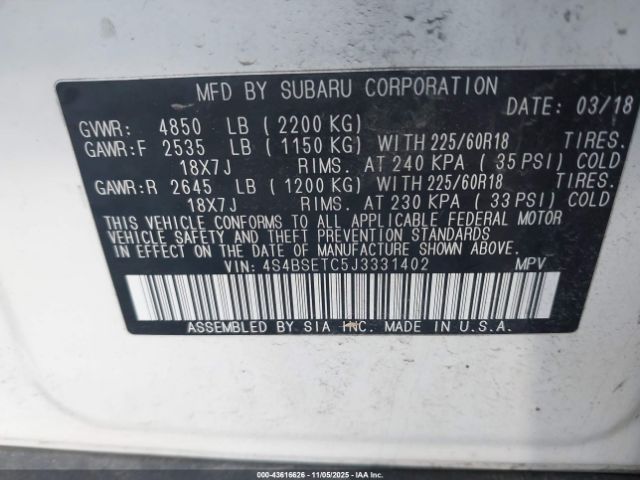 MFD BY SUBARU CORPORATION
DATE: 03/18
GVWR: 4850 LB ( 2200 KG)
GAWR:F 2535 LB ( 1150 KG) WITH 225/60R18 TIRES.
18X7J RIMS. AT 240 KPA ( 35 PSI) COLD
GAWR:R 2645 LB ( 1200 KG) WITH 225/60R18 TIRES.
18X7J RIMS. AT 230 KPA ( 33 PSI) COLD
THIS VEHICLE CONFORMS TO ALL APPLICABLE FEDERAL MOTOR
VEHICLE SAFETY AND THEFT PREVENTION STANDARDS
IN EFFECT ON THE DATE OF MANUFACTURE SHOWN ABOVE.
VIN: 4S4BSETC5J3331402 MPV
ASSEMBLED BY SIA INC. MADE IN U.S.A.
000-43616626 - 11/05/2025 - IAAI.com